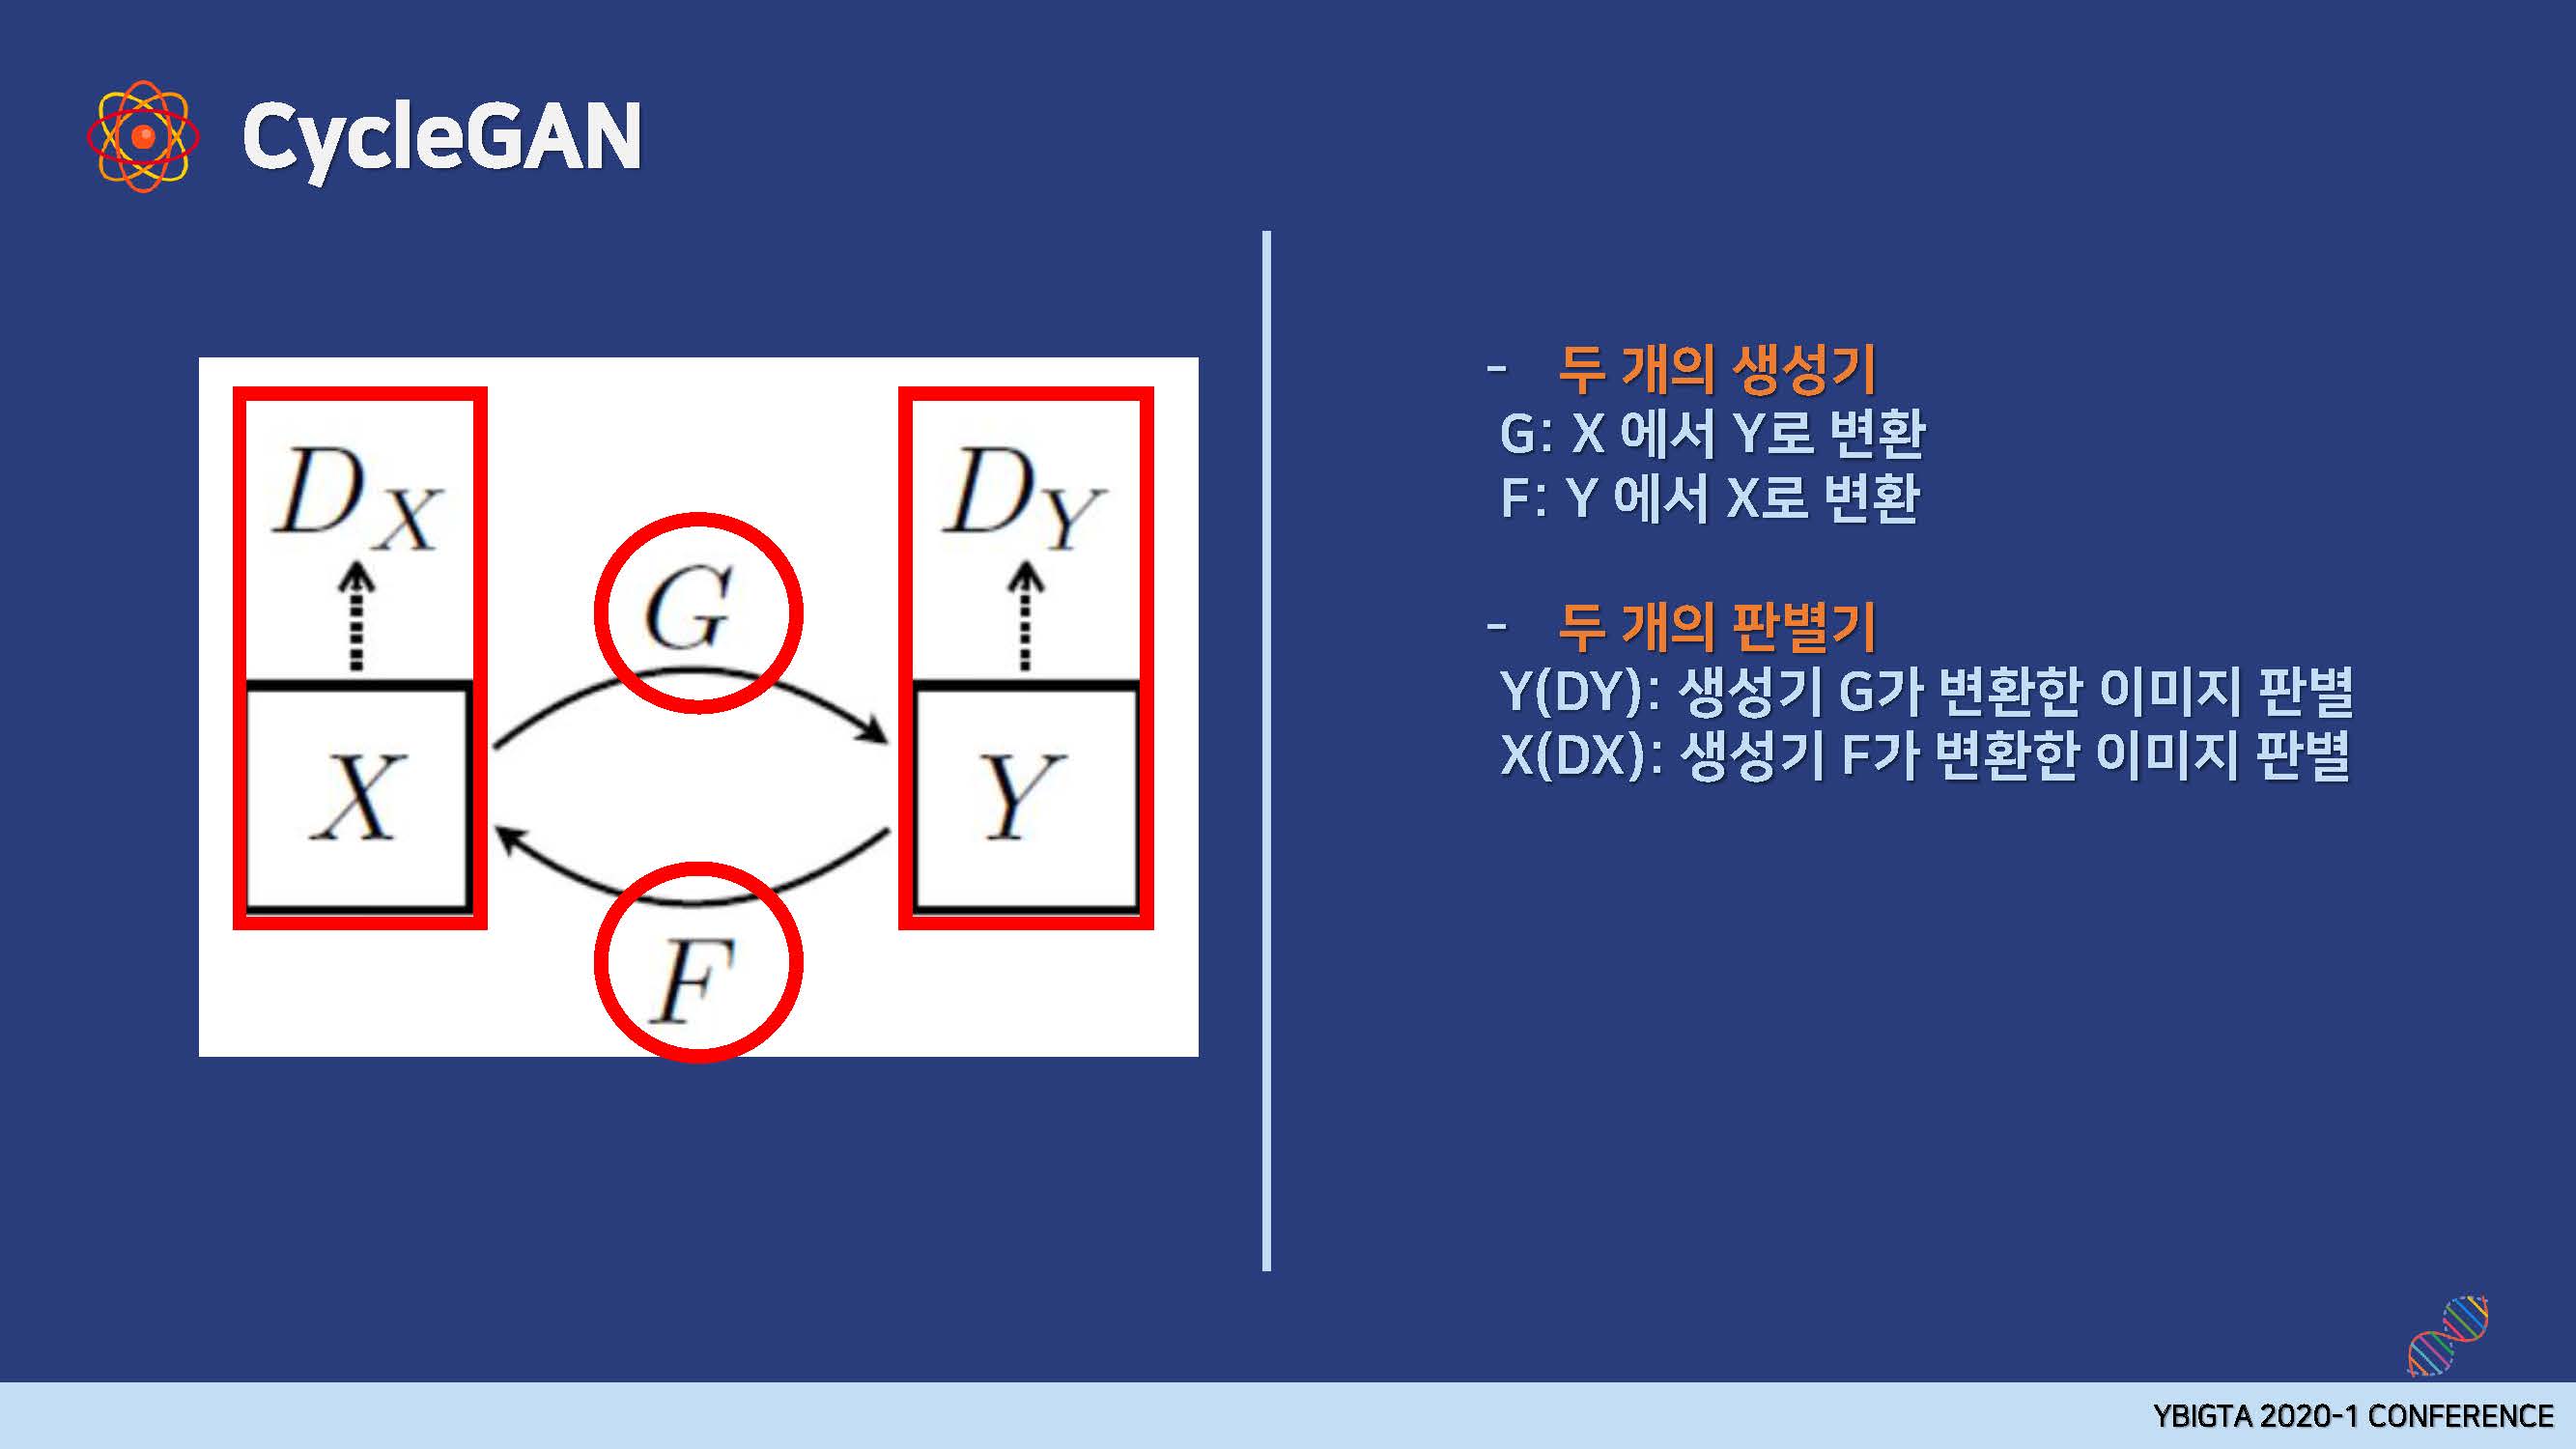 CycleGAN
D_X
D_Y
G
X
Y
F
- 두 개의 생성기
G: X 에서 Y로 변환
F: Y 에서 X로 변환
- 두 개의 판별기
Y(DY): 생성기 G가 변환한 이미지 판별
X(DX): 생성기 F가 변환한 이미지 판별
YBIGTA 2020-1 CONFERENCE